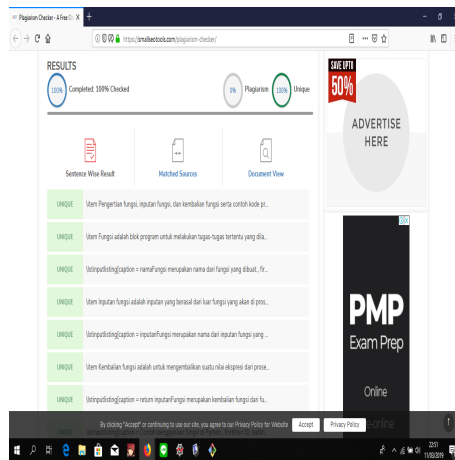 Plagiarism Checker - A Free O
https://smallseotools.com/plagiarism-checker/
RESULTS
100% Completed: 100% Checked
0% Plagiarism 100% Unique
Sentence Wise Result
Matched Sources
Document View
UNIQUE \item Pengertian fungsi, inputan fungsi, dan kembalian fungsi serta contoh kode pr...
UNIQUE \item Fungsi adalah blok program untuk melakukan tugas-tugas tertentu yang dila...
UNIQUE \lstinputlisting[caption = namaFungsi merupakan nama dari fungsi yang dibuat., fir...
UNIQUE \item Inputan fungsi adalah inputan yang berasal dari luar fungsi yang akan di pros...
UNIQUE \lstinputlisting[caption = inputanFungsi merupakan nama dari inputan fungsi yang ...
UNIQUE \item Kembalian fungsi adalah untuk mengembalikan suatu nilai ekspresi dari prose...
UNIQUE \lstinputlisting[caption = return inputanFungsi merupakan kembalian fungsi dari fu...
SAVE UPTO
50%
ADVERTISE
HERE
PMP
Exam Prep
Online
By clicking "Accept" or continuing to use our site, you agree to our Privacy Policy for Website
Accept
Privacy Policy
22:51
11/03/2019